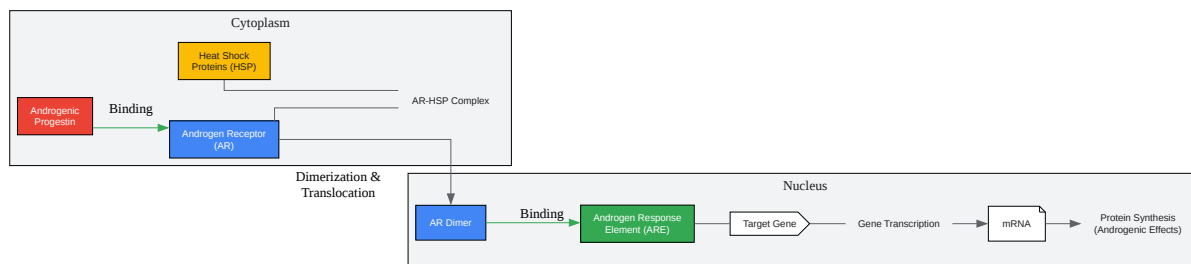 Cytoplasm
Heat Shock
Proteins (HSP)
AR-HSP Complex
Androgenic
Progestin
Binding
Androgen Receptor
(AR)
Dimerization &
Translocation
Nucleus
AR Dimer
Binding
Androgen Response
Element (ARE)
Target Gene
Gene Transcription
mRNA
Protein Synthesis
(Androgenic Effects)